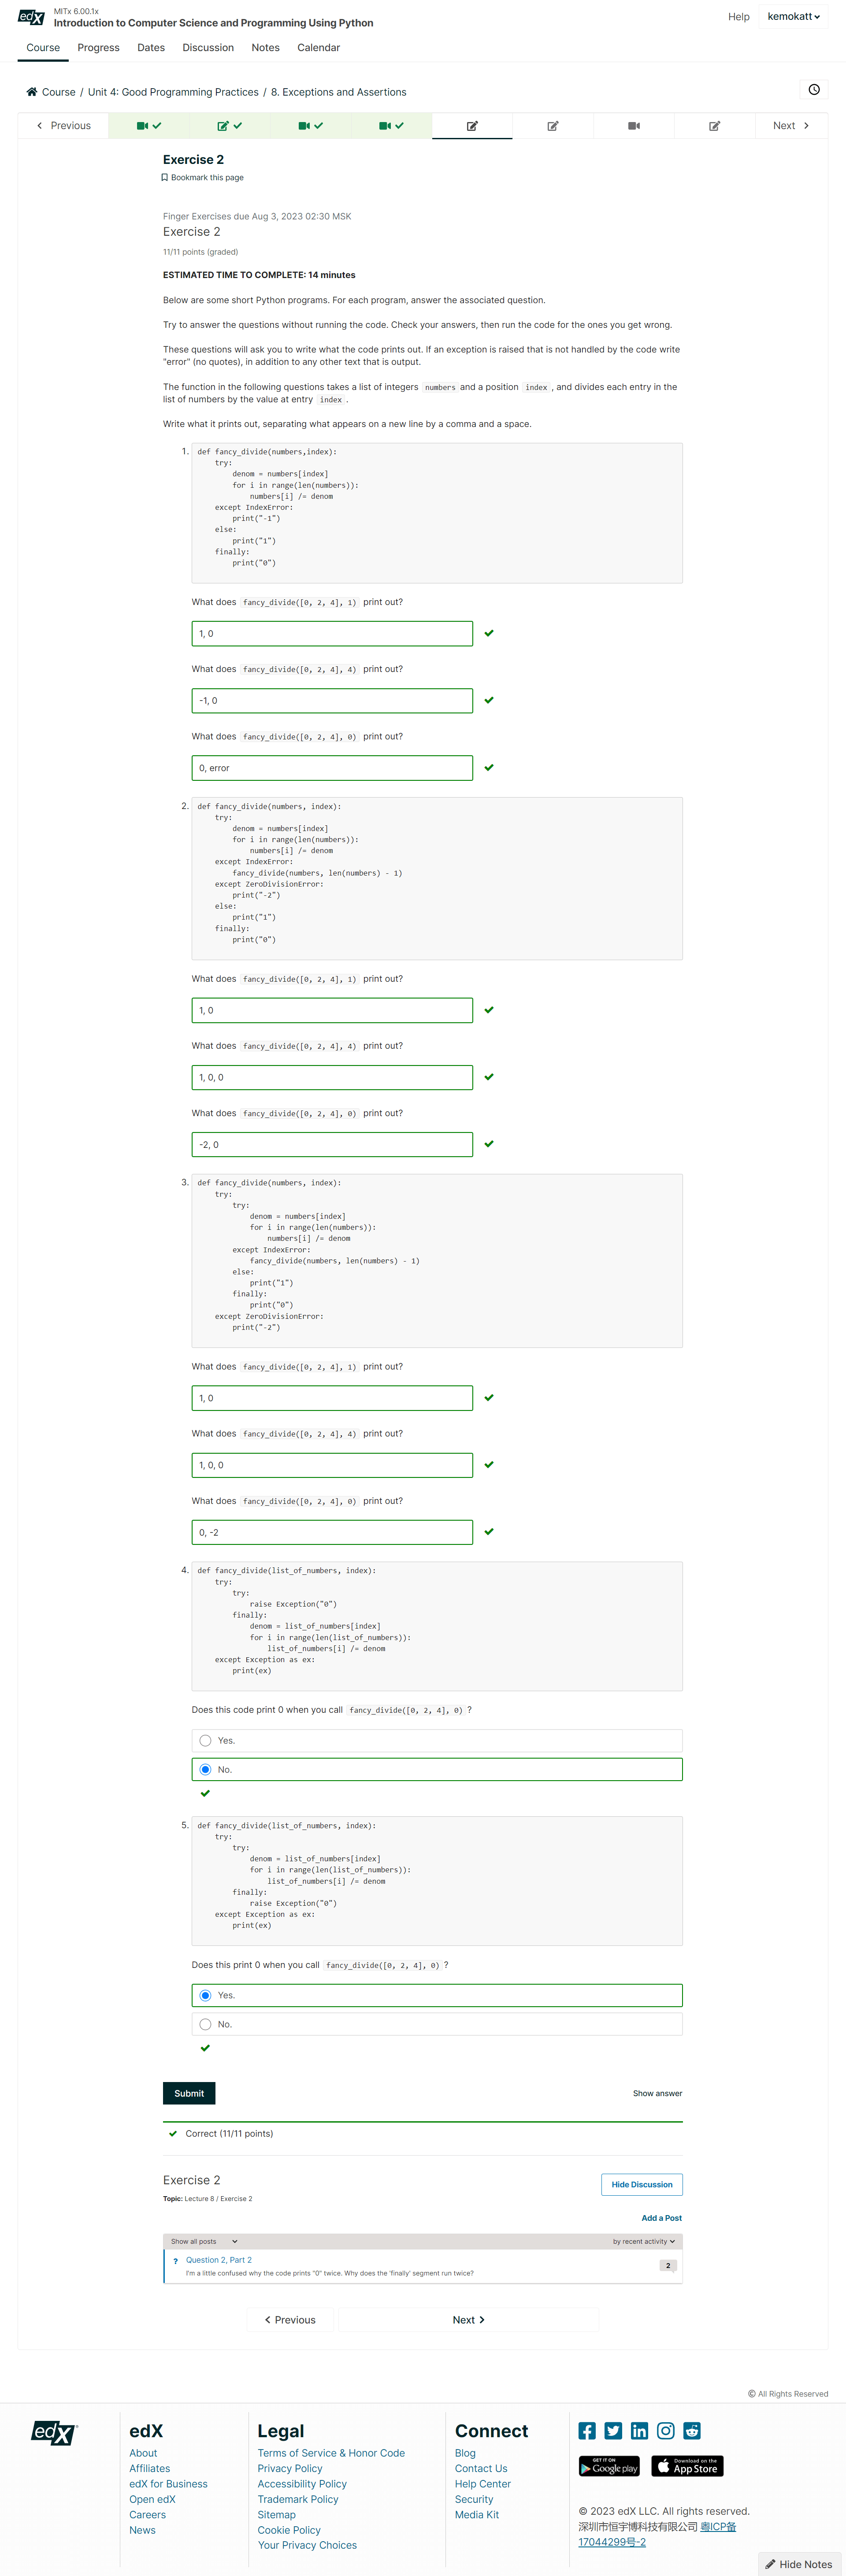 edX
MITx 6.00.1x
Introduction to Computer Science and Programming Using Python
Help
kemokatt
Course Progress Dates Discussion Notes Calendar
Course / Unit 4: Good Programming Practices / 8. Exceptions and Assertions
Previous
Next
Exercise 2
Bookmark this page
Finger Exercises due Aug 3, 2023 02:30 MSK
Exercise 2
11/11 points (graded)
ESTIMATED TIME TO COMPLETE: 14 minutes
Below are some short Python programs. For each program, answer the associated question.
Try to answer the questions without running the code. Check your answers, then run the code for the ones you get wrong.
These questions will ask you to write what the code prints out. If an exception is raised that is not handled by the code write
"error" (no quotes), in addition to any other text that is output.
The function in the following questions takes a list of integers numbers and a position index , and divides each entry in the
list of numbers by the value at entry index .
Write what it prints out, separating what appears on a new line by a comma and a space.
1. def fancy_divide(numbers,index):
try:
denom = numbers[index]
for i in range(len(numbers)):
numbers[i] /= denom
except IndexError:
print("-1")
else:
print("1")
finally:
print("0")
What does fancy_divide([0, 2, 4], 1) print out?
1, 0
What does fancy_divide([0, 2, 4], 4) print out?
-1, 0
What does fancy_divide([0, 2, 4], 0) print out?
0, error
2. def fancy_divide(numbers, index):
try:
denom = numbers[index]
for i in range(len(numbers)):
numbers[i] /= denom
except IndexError:
fancy_divide(numbers, len(numbers) - 1)
except ZeroDivisionError:
print("-2")
else:
print("1")
finally:
print("0")
What does fancy_divide([0, 2, 4], 1) print out?
1, 0
What does fancy_divide([0, 2, 4], 4) print out?
1, 0, 0
What does fancy_divide([0, 2, 4], 0) print out?
-2, 0
3. def fancy_divide(numbers, index):
try:
try:
denom = numbers[index]
for i in range(len(numbers)):
numbers[i] /= denom
except IndexError:
fancy_divide(numbers, len(numbers) - 1)
else:
print("1")
finally:
print("0")
except ZeroDivisionError:
print("-2")
What does fancy_divide([0, 2, 4], 1) print out?
1, 0
What does fancy_divide([0, 2, 4], 4) print out?
1, 0, 0
What does fancy_divide([0, 2, 4], 0) print out?
0, -2
4. def fancy_divide(list_of_numbers, index):
try:
try:
raise Exception("0")
finally:
denom = list_of_numbers[index]
for i in range(len(list_of_numbers)):
list_of_numbers[i] /= denom
except Exception as ex:
print(ex)
Does this code print 0 when you call fancy_divide([0, 2, 4], 0) ?
Yes.
No.
5. def fancy_divide(list_of_numbers, index):
try:
try:
denom = list_of_numbers[index]
for i in range(len(list_of_numbers)):
list_of_numbers[i] /= denom
finally:
raise Exception("0")
except Exception as ex:
print(ex)
Does this print 0 when you call fancy_divide([0, 2, 4], 0) ?
Yes.
No.
Submit
Show answer
Correct (11/11 points)
Exercise 2
Hide Discussion
Topic: Lecture 8 / Exercise 2
Add a Post
Show all posts
by recent activity
? Question 2, Part 2
2
I'm a little confused why the code prints "0" twice. Why does the 'finally' segment run twice?
Previous
Next
© All Rights Reserved
edX
edX
About
Affiliates
edX for Business
Open edX
Careers
News
Legal
Terms of Service & Honor Code
Privacy Policy
Accessibility Policy
Trademark Policy
Sitemap
Cookie Policy
Your Privacy Choices
Connect
Blog
Contact Us
Help Center
Security
Media Kit
GET IT ON
Google play
Download on the
App Store
© 2023 edX LLC. All rights reserved.
深圳市恒宇博科技有限公司 粤ICP备
17044299号-2
Hide Notes